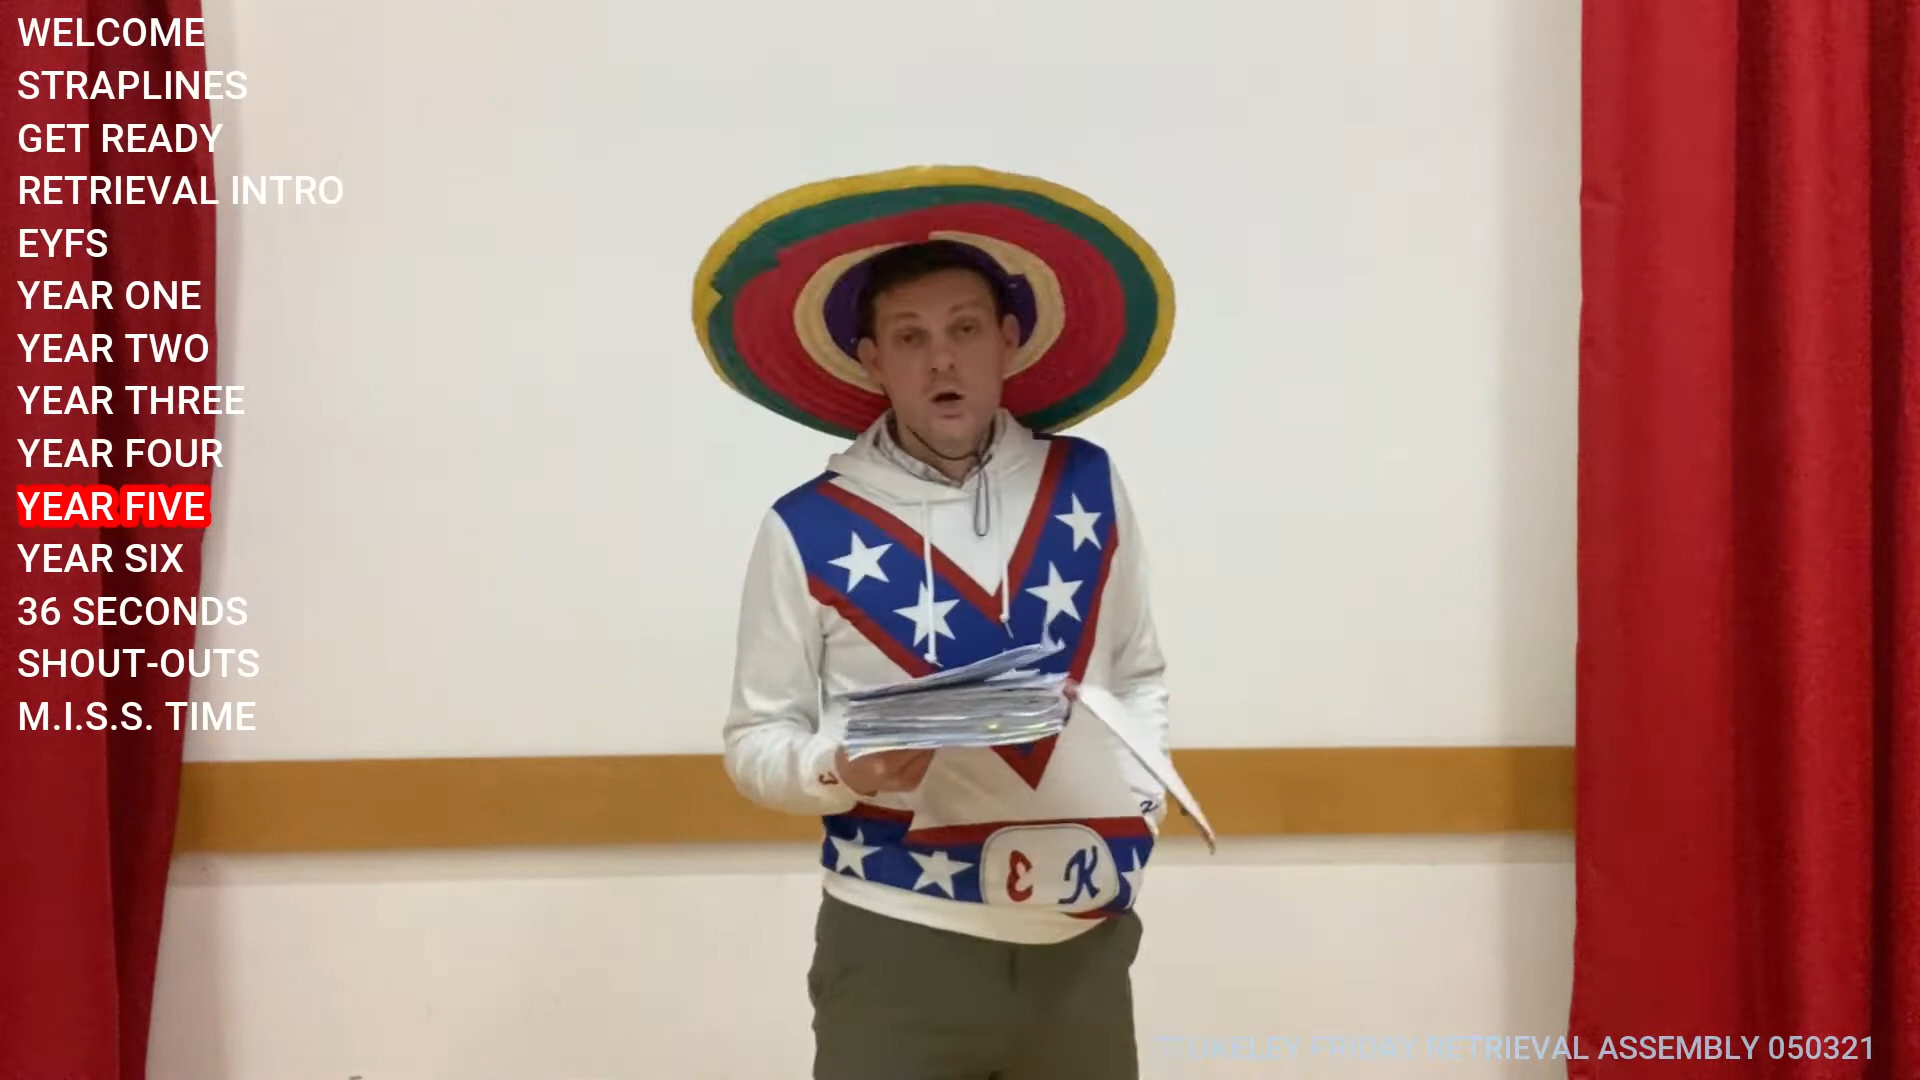 WELCOME
STRAPLINES
GET READY
RETRIEVAL INTRO
EYFS
YEAR ONE
YEAR TWO
YEAR THREE
YEAR FOUR
YEAR FIVE
YEAR SIX
36 SECONDS
SHOUT-OUTS
M.I.S.S. TIME
E K
FRIDAY RETRIEVAL ASSEMBLY 050321